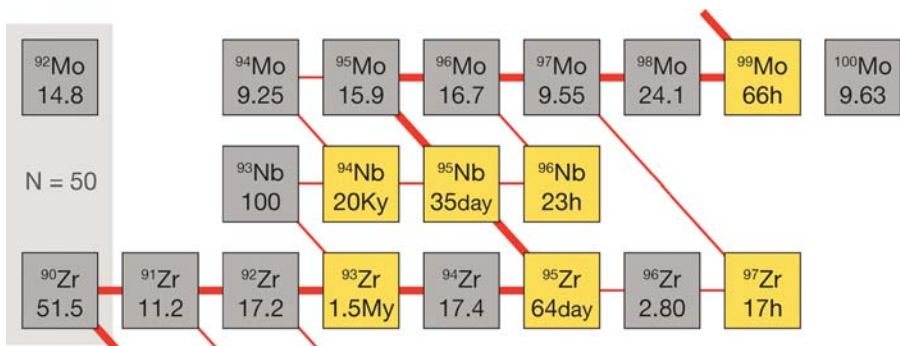 ⁹²Mo ⁹⁴Mo ⁹⁵Mo ⁹⁶Mo ⁹⁷Mo ⁹⁸Mo ⁹⁹Mo ¹⁰⁰Mo
14.8 9.25 15.9 16.7 9.55 24.1 66h 9.63
⁹³Nb ⁹⁴Nb ⁹⁵Nb ⁹⁶Nb
N = 50
100 20Ky 35day 23h
⁹⁰Zr ⁹¹Zr ⁹²Zr ⁹³Zr ⁹⁴Zr ⁹⁵Zr ⁹⁶Zr ⁹⁷Zr
51.5 11.2 17.2 1.5My 17.4 64day 2.80 17h